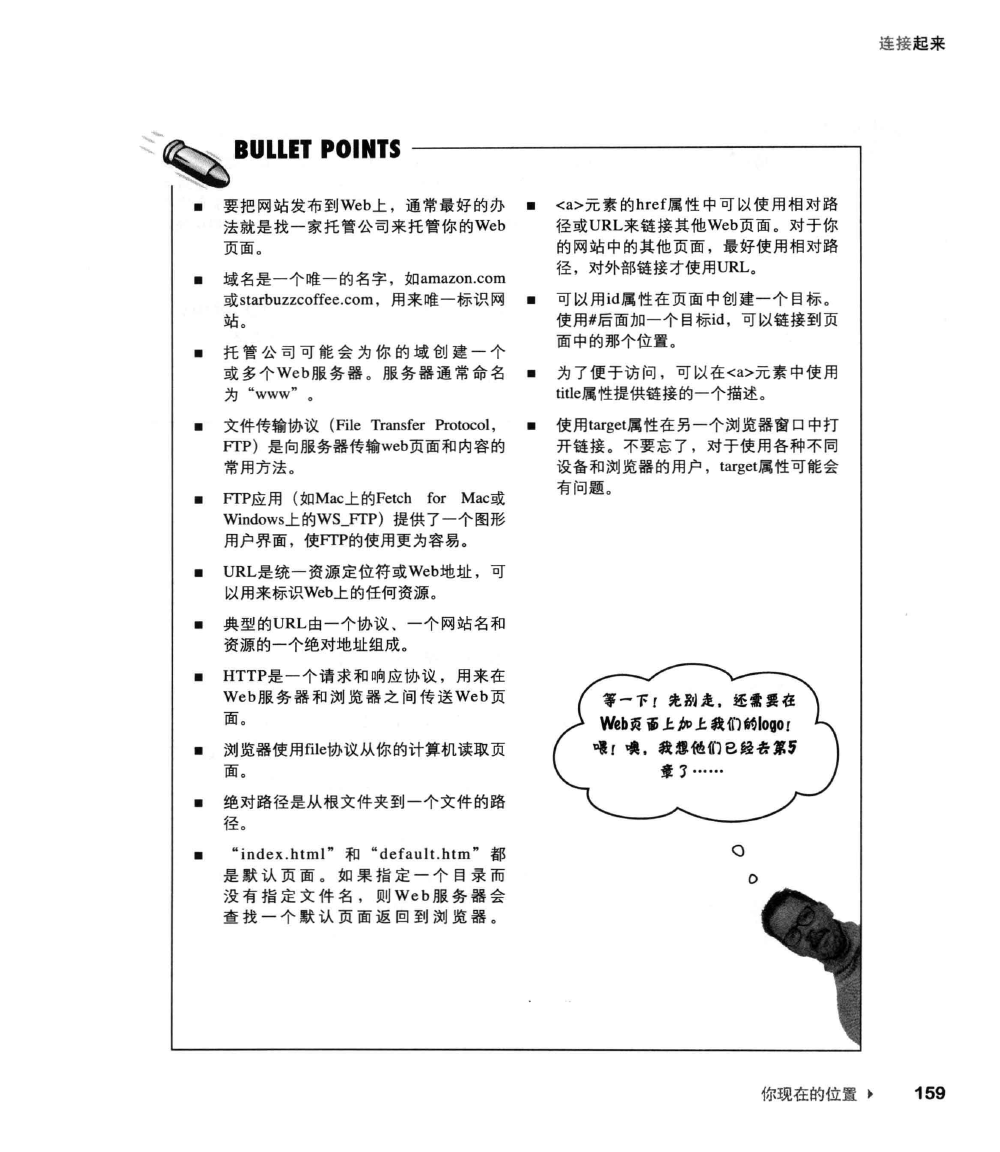 连接起来
BULLET POINTS
■ 要把网站发布到Web上，通常最好的办
法就是找一家托管公司来托管你的Web
页面。
■ 域名是一个唯一的名字，如amazon.com
或starbuzzcoffee.com，用来唯一标识网
站。
■ 托管公司可能会为你的域创建一个
或多个Web服务器。服务器通常命名
为“www”。
■ 文件传输协议（File Transfer Protocol，
FTP）是向服务器传输web页面和内容的
常用方法。
■ FTP应用（如Mac上的Fetch for Mac或
Windows上的WS_FTP）提供了一个图形
用户界面，使FTP的使用更为容易。
■ URL是统一资源定位符或Web地址，可
以用来标识Web上的任何资源。
■ 典型的URL由一个协议、一个网站名和
资源的一个绝对地址组成。
■ HTTP是一个请求和响应协议，用来在
Web服务器和浏览器之间传送Web页
面。
■ 浏览器使用file协议从你的计算机读取页
面。
■ 绝对路径是从根文件夹到一个文件的路
径。
■ “index.html”和“default.htm”都
是默认页面。如果指定一个目录而
没有指定文件名，则Web服务器会
查找一个默认页面返回到浏览器。
■ <a>元素的href属性中可以使用相对路
径或URL来链接其他Web页面。对于你
的网站中的其他页面，最好使用相对路
径，对外部链接才使用URL。
■ 可以用id属性在页面中创建一个目标。
使用#后面加一个目标id，可以链接到页
面中的那个位置。
■ 为了便于访问，可以在<a>元素中使用
title属性提供链接的一个描述。
■ 使用target属性在另一个浏览器窗口中打
开链接。不要忘了，对于使用各种不同
设备和浏览器的用户，target属性可能会
有问题。
等一下！先别走，还需要在
Web页面上加上我们的logo！
喂！噢，我想他们已经去第5
章了……
你现在的位置 ▶ 159